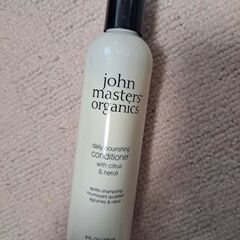 john
masters
organics
daily nourishing
conditioner
with citrus
& neroli
après-shampooing
nourrissant quotidien
agrumes & néroli